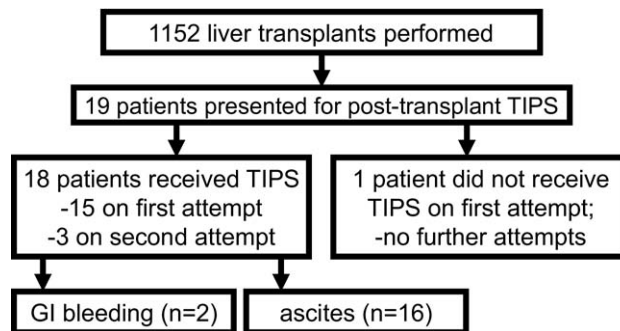 1152 liver transplants performed
19 patients presented for post-transplant TIPS
18 patients received TIPS
-15 on first attempt
-3 on second attempt
1 patient did not receive
TIPS on first attempt;
-no further attempts
GI bleeding (n=2)
ascites (n=16)